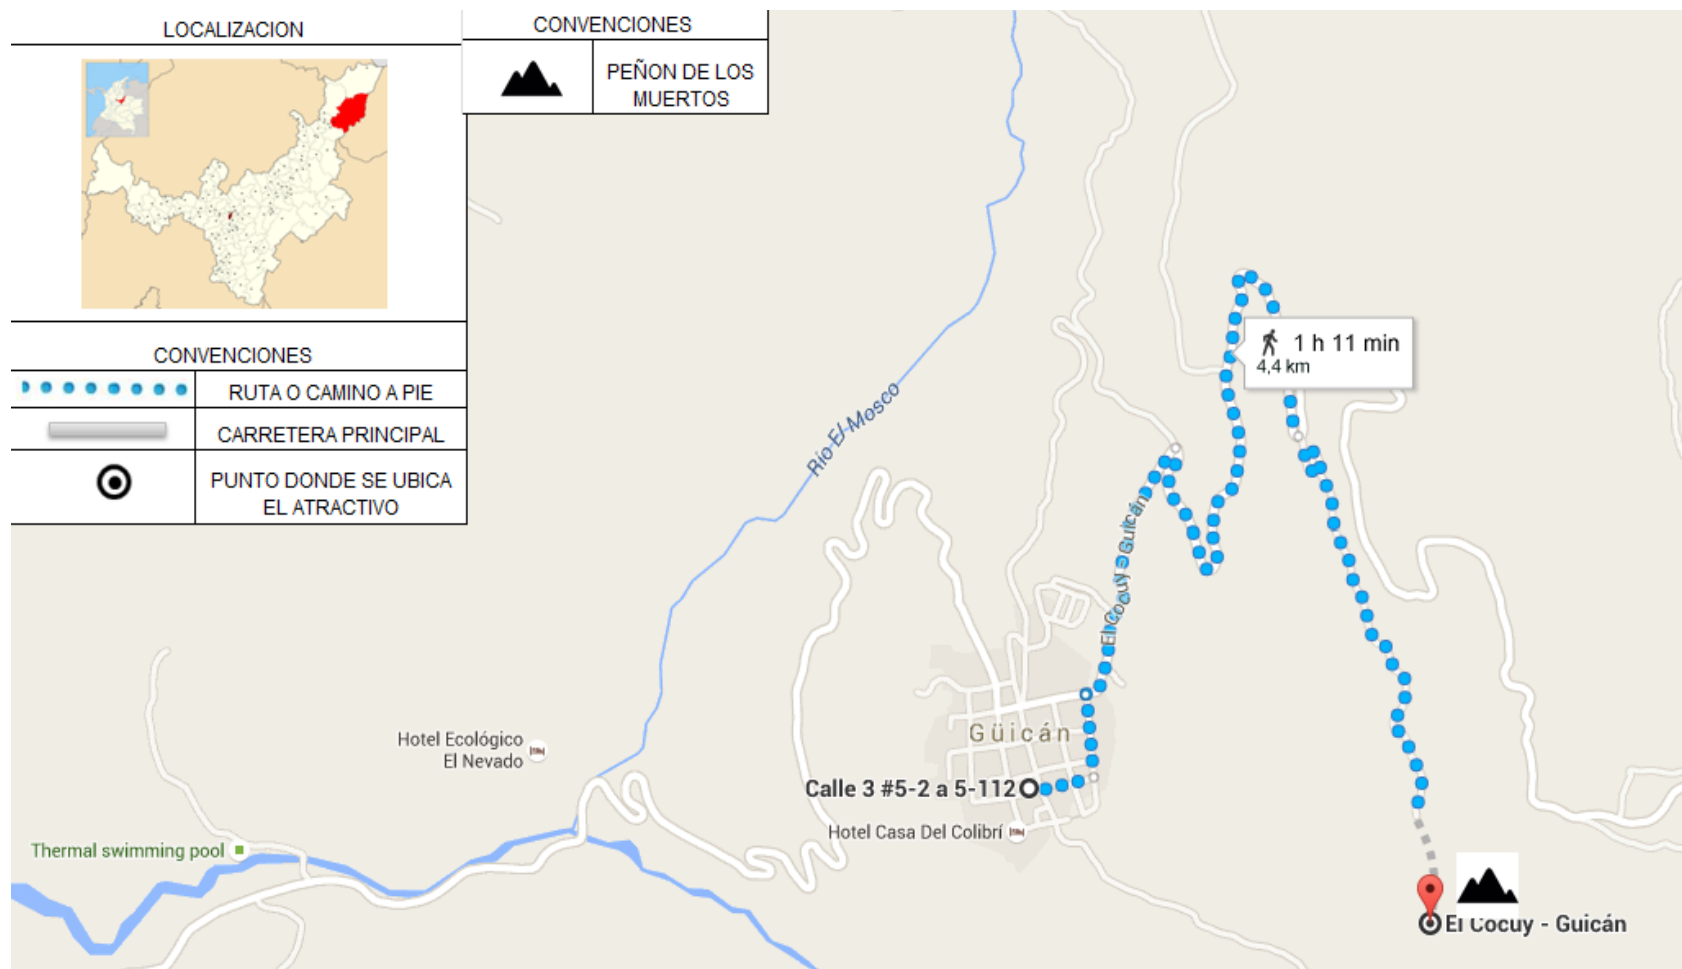 LOCALIZACION
CONVENCIONES
PEÑON DE LOS
MUERTOS
CONVENCIONES
RUTA O CAMINO A PIE
CARRETERA PRINCIPAL
PUNTO DONDE SE UBICA
EL ATRACTIVO
1 h 11 min
4,4 km
Río El Mosco
El Cocuy - Guicán
Güicán
Hotel Ecológico
El Nevado
Calle 3 #5-2 a 5-112
Hotel Casa Del Colibrí
Thermal swimming pool
El Cocuy - Guicán